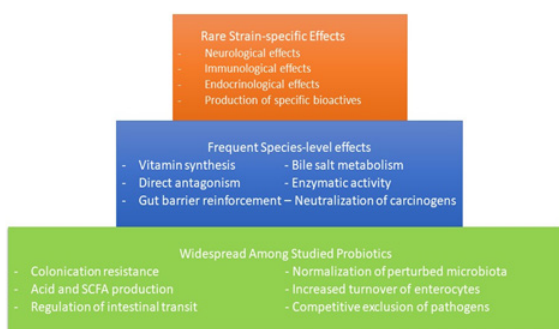 Rare Strain-specific Effects
- Neurological effects
- Immunological effects
- Endocrinological effects
- Production of specific bioactives
Frequent Species-level effects
- Vitamin synthesis - Bile salt metabolism
- Direct antagonism - Enzymatic activity
- Gut barrier reinforcement – Neutralization of carcinogens
Widespread Among Studied Probiotics
- Colonication resistance - Normalization of perturbed microbiota
- Acid and SCFA production - Increased turnover of enterocytes
- Regulation of intestinal transit - Competitive exclusion of pathogens